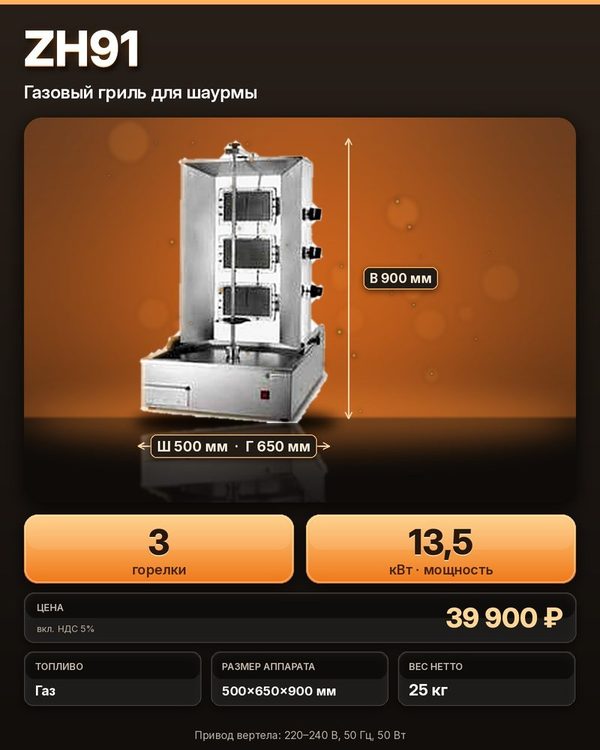 ZH91
Газовый гриль для шаурмы
В 900 мм
Ш 500 мм · Г 650 мм
3
горелки
13,5
кВт · мощность
ЦЕНА
вкл. НДС 5%
39 900 ₽
ТОПЛИВО
Газ
РАЗМЕР АППАРАТА
500×650×900 мм
ВЕС НЕТТО
25 кг
Привод вертела: 220–240 В, 50 Гц, 50 Вт